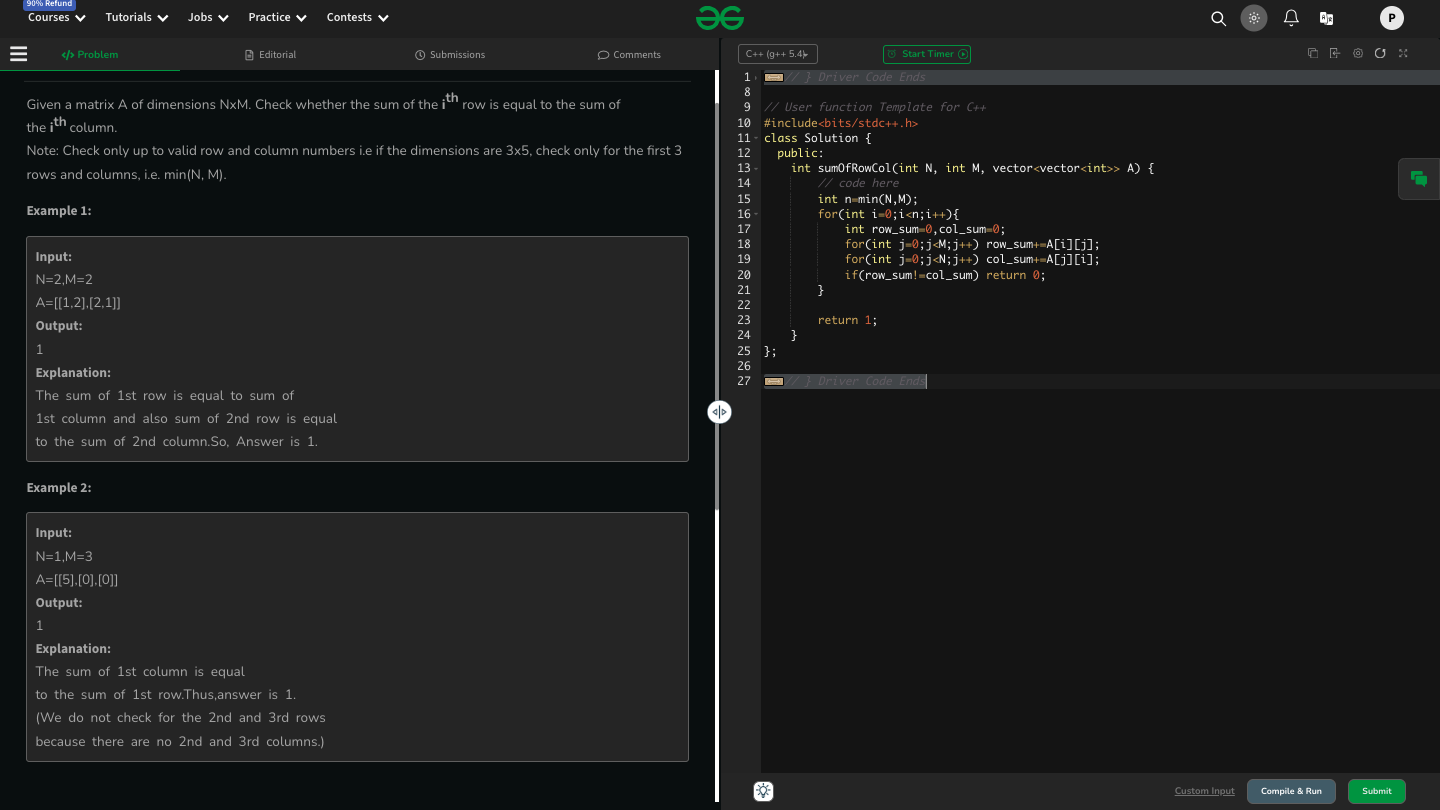 90% Refund
Courses Tutorials Jobs Practice Contests P
Problem Editorial Submissions Comments
Given a matrix A of dimensions NxM. Check whether the sum of the ith row is equal to the sum of
the ith column.
Note: Check only up to valid row and column numbers i.e if the dimensions are 3x5, check only for the first 3
rows and columns, i.e. min(N, M).
Example 1:
Input:
N=2,M=2
A=[[1,2],[2,1]]
Output:
1
Explanation:
The sum of 1st row is equal to sum of
1st column and also sum of 2nd row is equal
to the sum of 2nd column.So, Answer is 1.
Example 2:
Input:
N=1,M=3
A=[[5],[0],[0]]
Output:
1
Explanation:
The sum of 1st column is equal
to the sum of 1st row.Thus,answer is 1.
(We do not check for the 2nd and 3rd rows
because there are no 2nd and 3rd columns.)
C++ (g++ 5.4) Start Timer
1 // } Driver Code Ends
8
9 // User function Template for C++
10 #include<bits/stdc++.h>
11 class Solution {
12 public:
13 int sumOfRowCol(int N, int M, vector<vector<int>> A) {
14 // code here
15 int n=min(N,M);
16 for(int i=0;i<n;i++){
17 int row_sum=0,col_sum=0;
18 for(int j=0;j<M;j++) row_sum+=A[i][j];
19 for(int j=0;j<N;j++) col_sum+=A[j][i];
20 if(row_sum!=col_sum) return 0;
21 }
22
23 return 1;
24 }
25 };
26
27 // } Driver Code Ends
Custom Input Compile & Run Submit